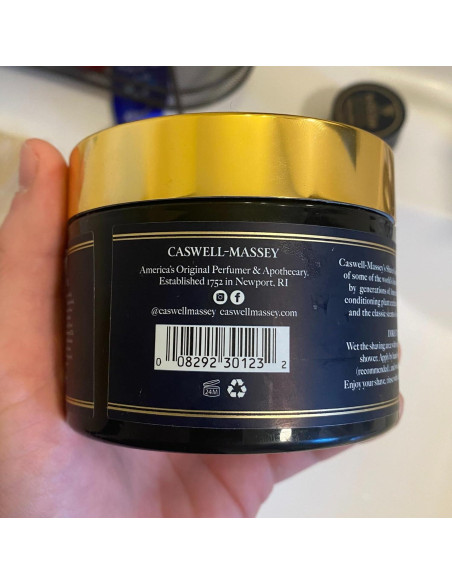 CASWELL-MASSEY
America's Original Perfumer & Apothecary.
Established 1752 in Newport, RI
@caswellmassey caswellmassey.com
0 08292 30123 2
24M
Caswell-Massey's
of some of the world's
by generations of
conditioning plant
and the classic
Wet the shaving area
shower. Apply
(recommended,
Enjoy your shave,